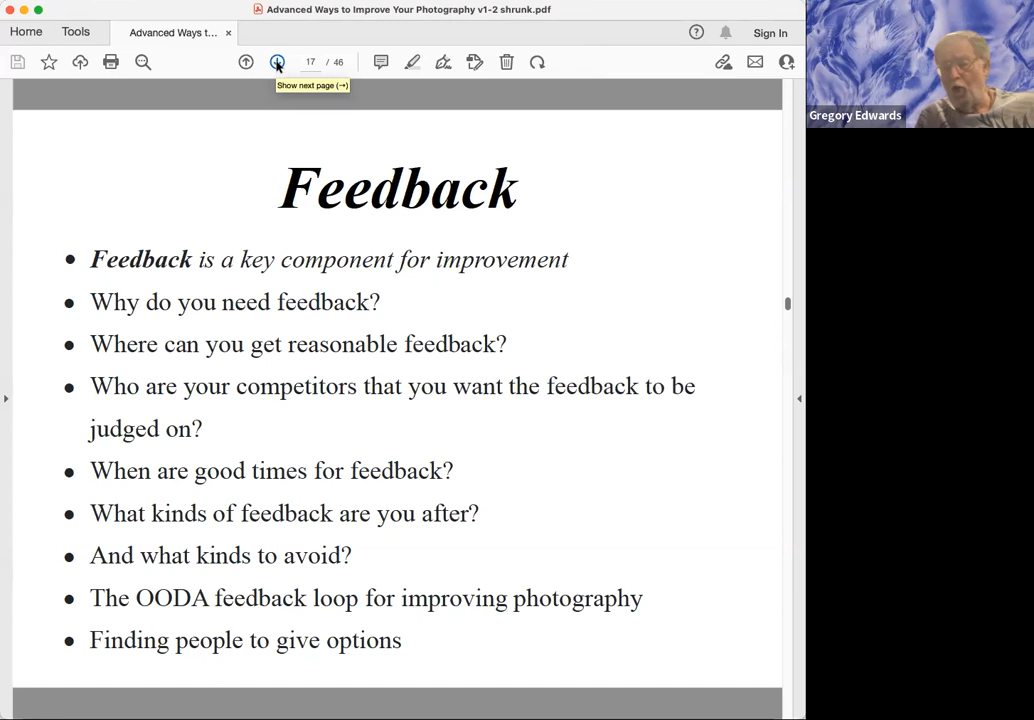 Advanced Ways to Improve Your Photography v1-2 shrunk.pdf
Home Tools Advanced Ways t... × Sign In
17 / 46
Show next page (→)
Gregory Edwards
Feedback
• Feedback is a key component for improvement
• Why do you need feedback?
• Where can you get reasonable feedback?
• Who are your competitors that you want the feedback to be
judged on?
• When are good times for feedback?
• What kinds of feedback are you after?
• And what kinds to avoid?
• The OODA feedback loop for improving photography
• Finding people to give options